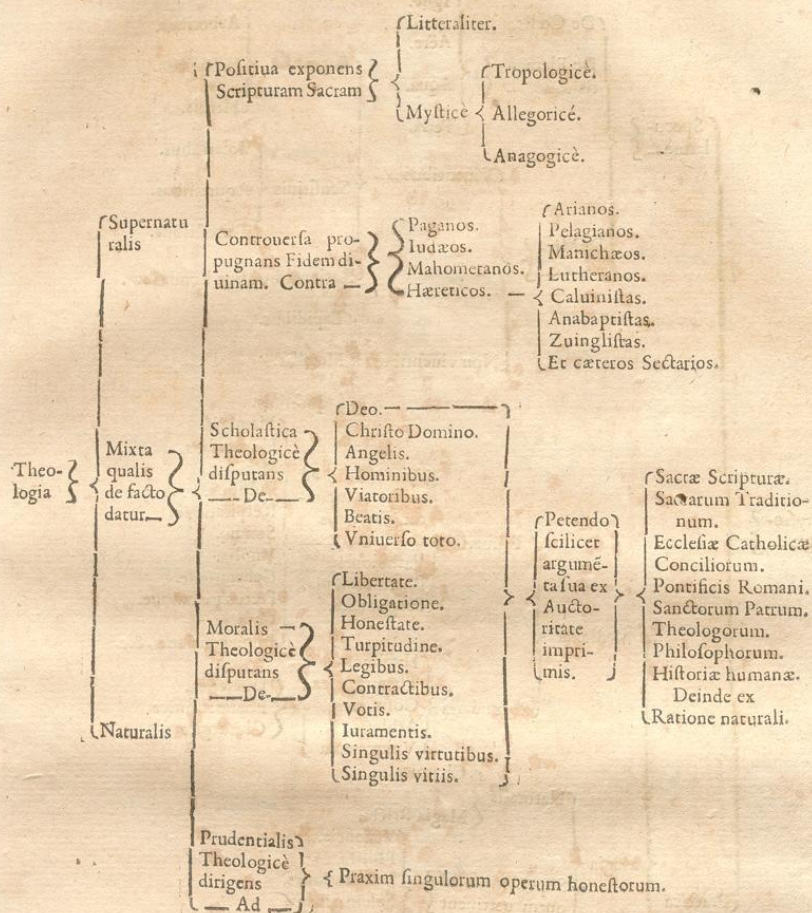 Theo-
logia
Supernatu
ralis
Mixta
qualis
de facto
datur
Naturalis
Poſitiua exponens
Scripturam Sacram
Litteraliter.
Myſticè
Tropologicè.
Allegoricé.
Anagogicè.
Controuerſa pro-
pugnans Fidem di-
uinam. Contra
Paganos.
Iudæos.
Mahometanos.
Hæreticos.
Arianos.
Pelagianos.
Manichæos.
Lutheranos.
Caluiniſtas.
Anabaptiſtas.
Zuingliſtas.
Et cæteros Sectarios.
Scholaſtica
Theologicè
diſputans
De
Deo.
Chriſto Domino.
Angelis.
Hominibus.
Viatoribus.
Beatis.
Vniuerſo toto.
Moralis
Theologicè
diſputans
De
Libertate.
Obligatione.
Honeſtate.
Turpitudine.
Legibus.
Contractibus.
Votis.
Iuramentis.
Singulis virtutibus.
Singulis vitiis.
Petendo
ſcilicet
argumẽ-
ta ſua ex
Aucto-
ritate
impri-
mis.
Sacræ Scripturæ.
Sacrarum Traditio-
num.
Eccleſiæ Catholicæ
Conciliorum.
Pontificis Romani.
Sanctorum Patrum.
Theologorum.
Philoſophorum.
Hiſtoriæ humanæ.
Deinde ex
Ratione naturali.
Prudentialis
Theologicè
dirigens
Ad
Praxim ſingulorum operum honeſtorum.